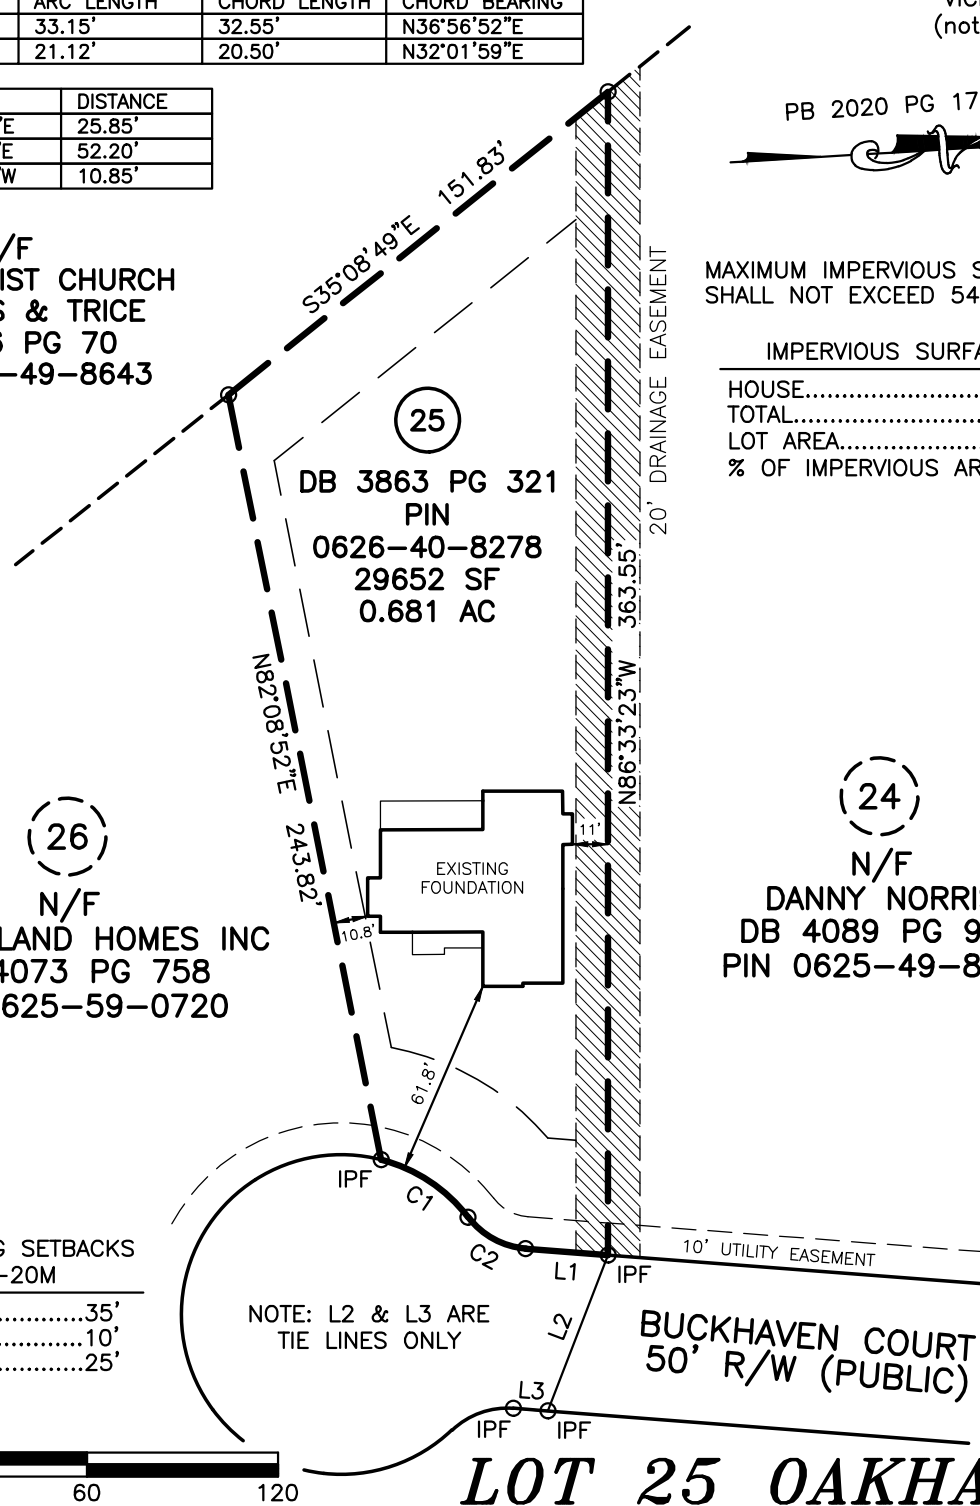 ARC LENGTH CHORD LENGTH CHORD BEARING
33.15' 32.55' N36°56'52"E
21.12' 20.50' N32°01'59"E
(not
DISTANCE
"E 25.85'
"E 52.20'
"W 10.85'
PB 2020 PG 17
S35°08'49"E 151.83'
/F
IST CHURCH
& TRICE
PG 70
-49-8643
MAXIMUM IMPERVIOUS
SHALL NOT EXCEED 54
IMPERVIOUS SURFA
HOUSE
TOTAL
LOT AREA
% OF IMPERVIOUS AR
20' DRAINAGE EASEMENT
25
DB 3863 PG 321
PIN
0626-40-8278
29652 SF
0.681 AC
N86°33'23"W 363.55'
N82°08'52"E 243.82'
26
N/F
LAND HOMES INC
4073 PG 758
625-59-0720
24
N/F
DANNY NORRI
DB 4089 PG 9
PIN 0625-49-8
11'
EXISTING
FOUNDATION
10.8'
61.8'
IPF
C1
C2
L1
IPF
10' UTILITY EASEMENT
SETBACKS
-20M
35'
10'
25'
NOTE: L2 & L3 ARE
TIE LINES ONLY
L2
BUCKHAVEN COURT
50' R/W (PUBLIC)
L3
IPF
IPF
60 120
LOT 25 OAKHA